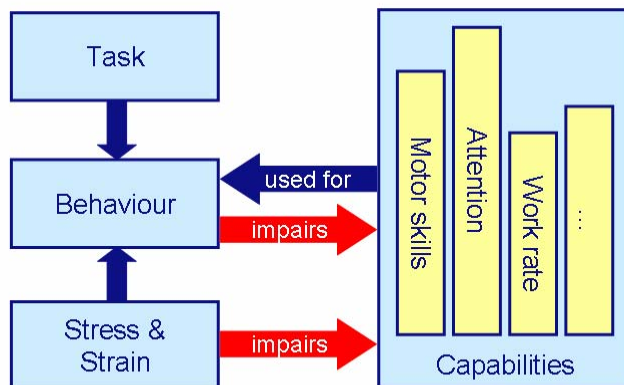 Task
Behaviour
Stress &
Strain
used for
impairs
impairs
Motor skills
Attention
Work rate
...
Capabilities